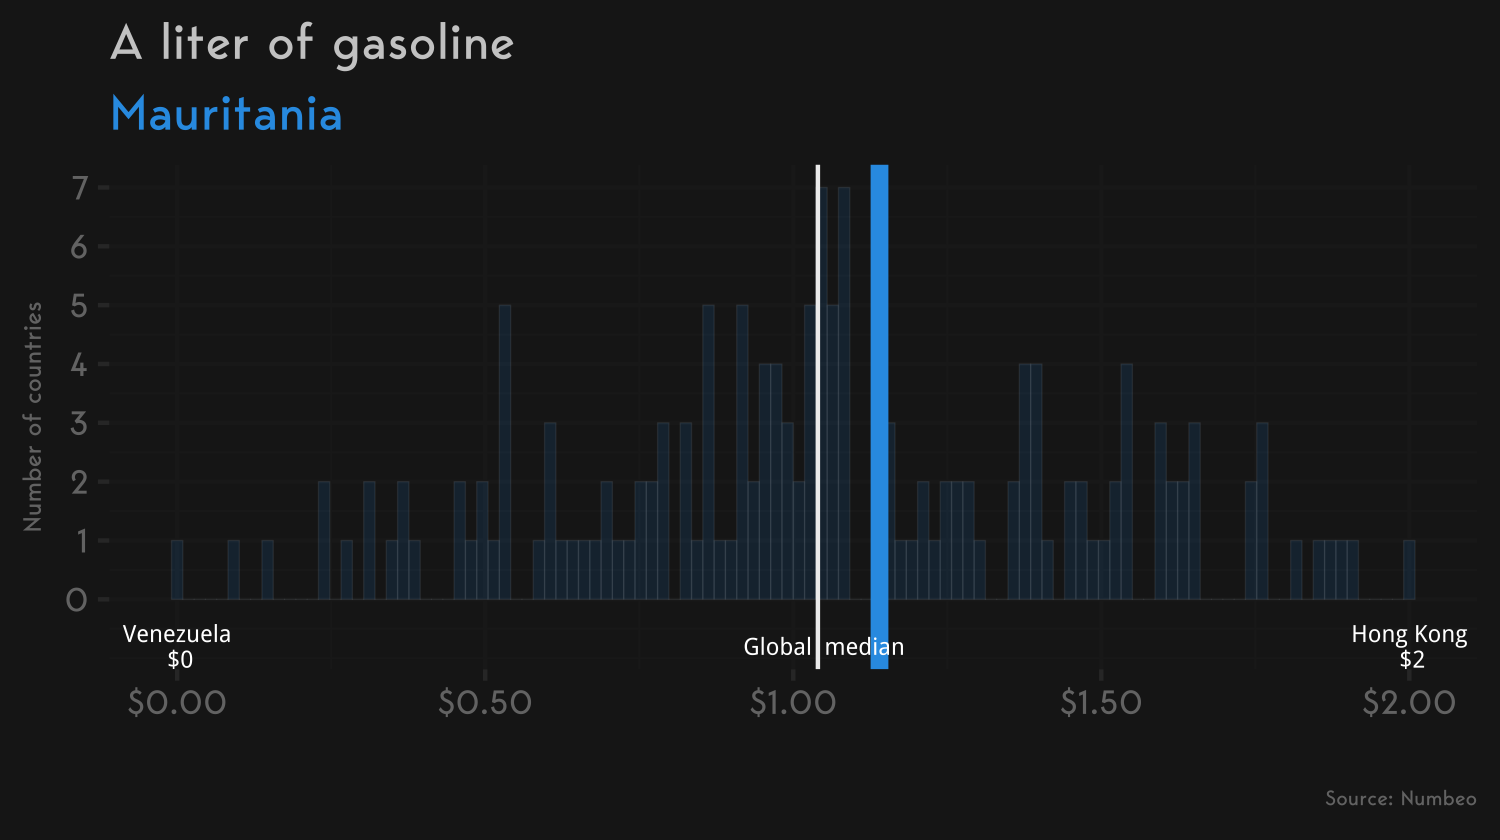 A liter of gasoline
Mauritania
Number of countries
7
6
5
4
3
2
1
0
Venezuela
$0
Global median
Hong Kong
$2
$0.00 $0.50 $1.00 $1.50 $2.00
Source: Numbeo